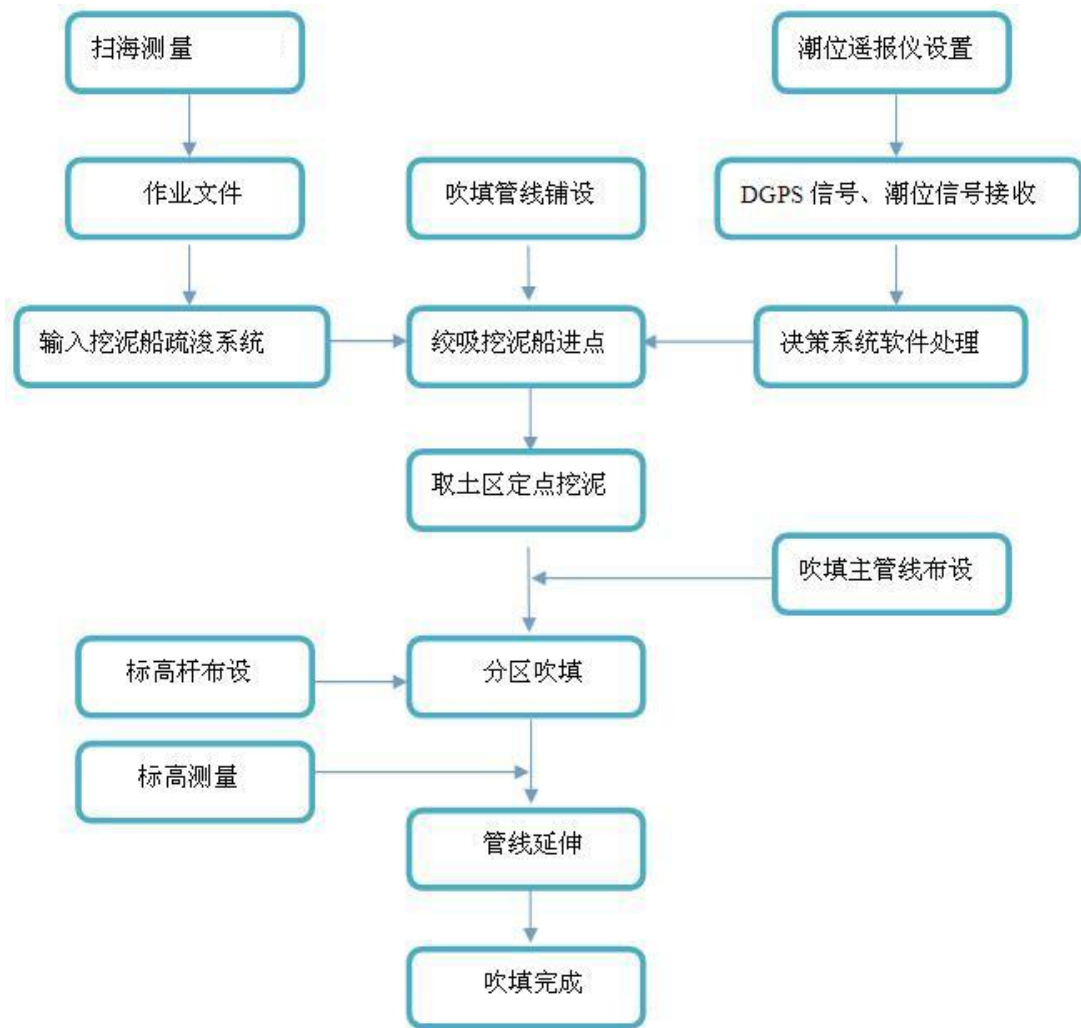 扫海测量
潮位遥报仪设置
作业文件
吹填管线铺设
DGPS 信号、潮位信号接收
输入挖泥船疏浚系统
绞吸挖泥船进点
决策系统软件处理
取土区定点挖泥
吹填主管线布设
标高杆布设
分区吹填
标高测量
管线延伸
吹填完成